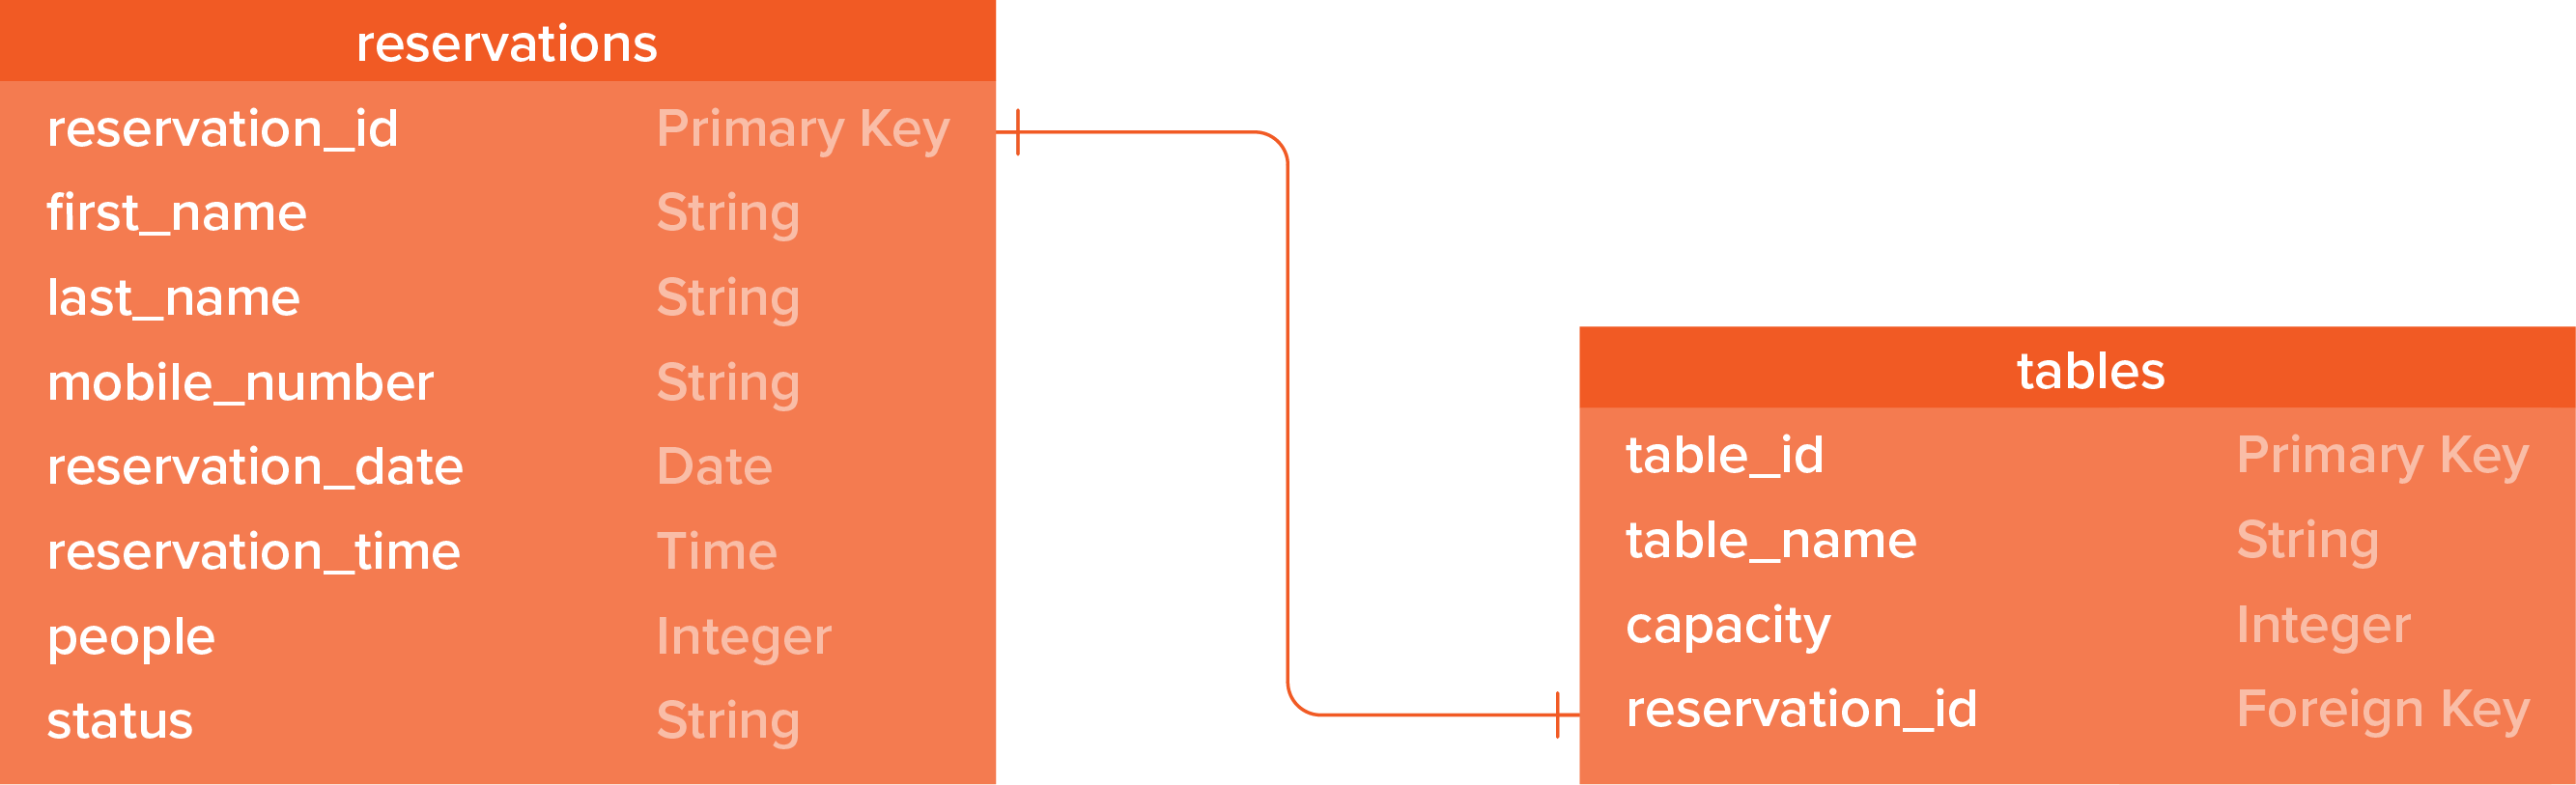 reservations
reservation_id Primary Key
first_name String
last_name String
mobile_number String
reservation_date Date
reservation_time Time
people Integer
status String
tables
table_id Primary Key
table_name String
capacity Integer
reservation_id Foreign Key